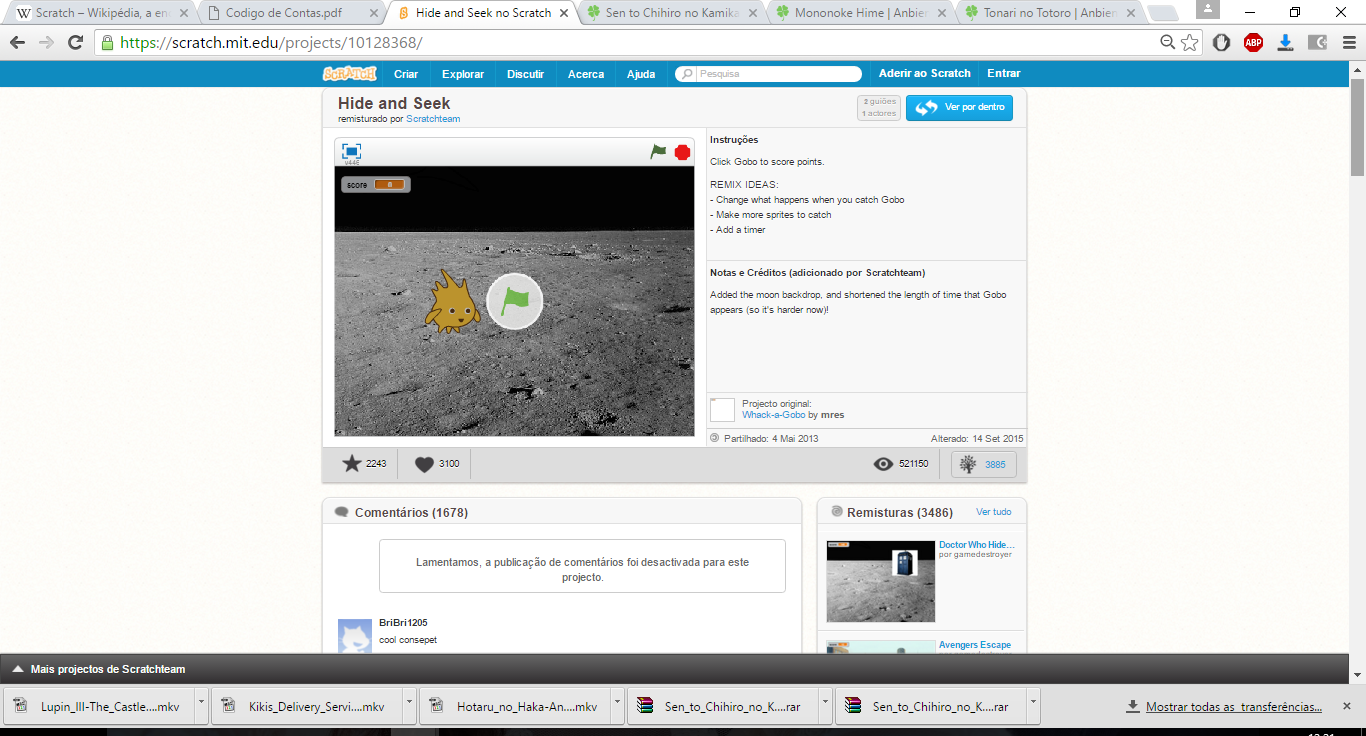 Scratch – Wikipédia, a en
Codigo de Contas.pdf
Hide and Seek no Scratch
Sen to Chihiro no Kamika
Mononoke Hime | Anbien
Tonari no Totoro | Anbien
https://scratch.mit.edu/projects/10128368/
ABP
SCRATCH
Criar
Explorar
Discutir
Acerca
Ajuda
Pesquisa
Aderir ao Scratch
Entrar
Hide and Seek
remisturado por Scratchteam
2 guiões
1 actores
Ver por dentro
v446
score
Instruções
Click Gobo to score points.
REMIX IDEAS:
- Change what happens when you catch Gobo
- Make more sprites to catch
- Add a timer
Notas e Créditos (adicionado por Scratchteam)
Added the moon backdrop, and shortened the length of time that Gobo
appears (so it's harder now)!
Projecto original:
Whack-a-Gobo by mres
Partilhado: 4 Mai 2013
Alterado: 14 Set 2015
2243
3100
521150
3885
Comentários (1678)
Lamentamos, a publicação de comentários foi desactivada para este
projecto.
BriBri1205
cool consepet
Remisturas (3486)
Ver tudo
Doctor Who Hide...
por gamedestroyer
Avengers Escape
Mais projectos de Scratchteam
Lupin_III-The_Castle....mkv
Kikis_Delivery_Servi....mkv
Hotaru_no_Haka-An....mkv
Sen_to_Chihiro_no_K....rar
Sen_to_Chihiro_no_K....rar
Mostrar todas as transferências...